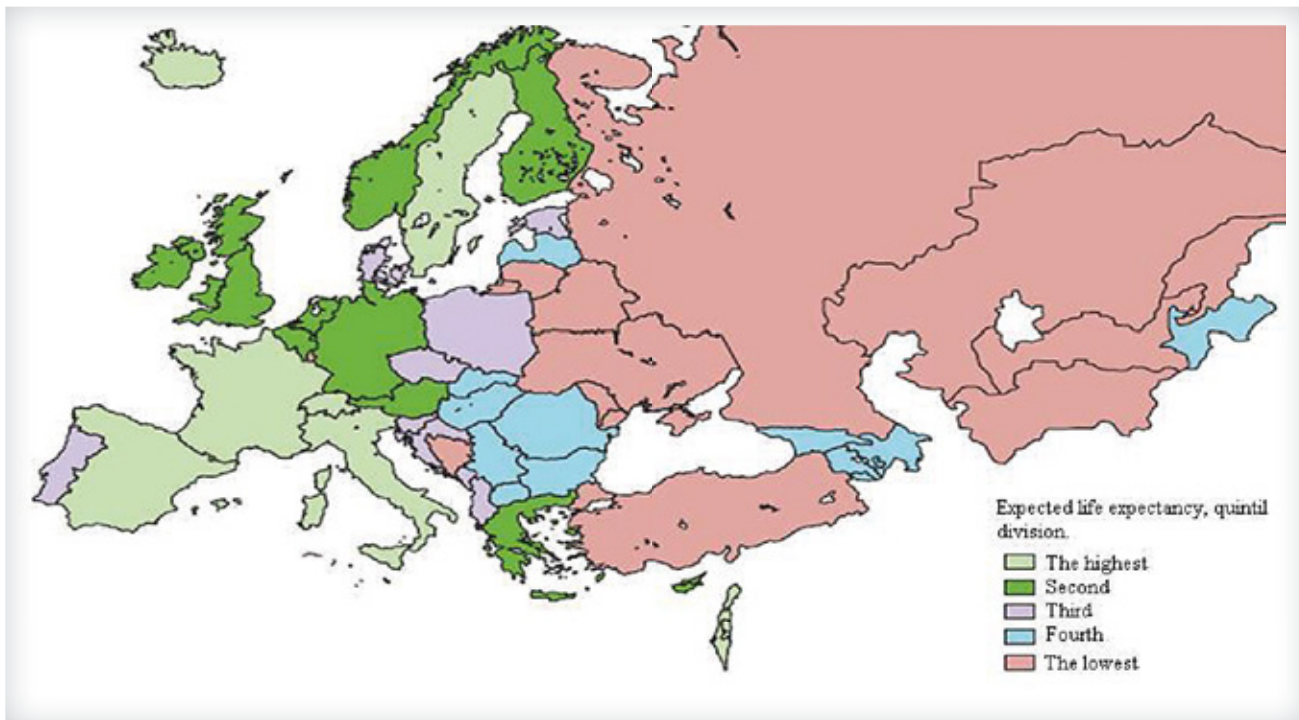 Expected life expectancy, quintil
division.
The highest
Second
Third
Fourth
The lowest